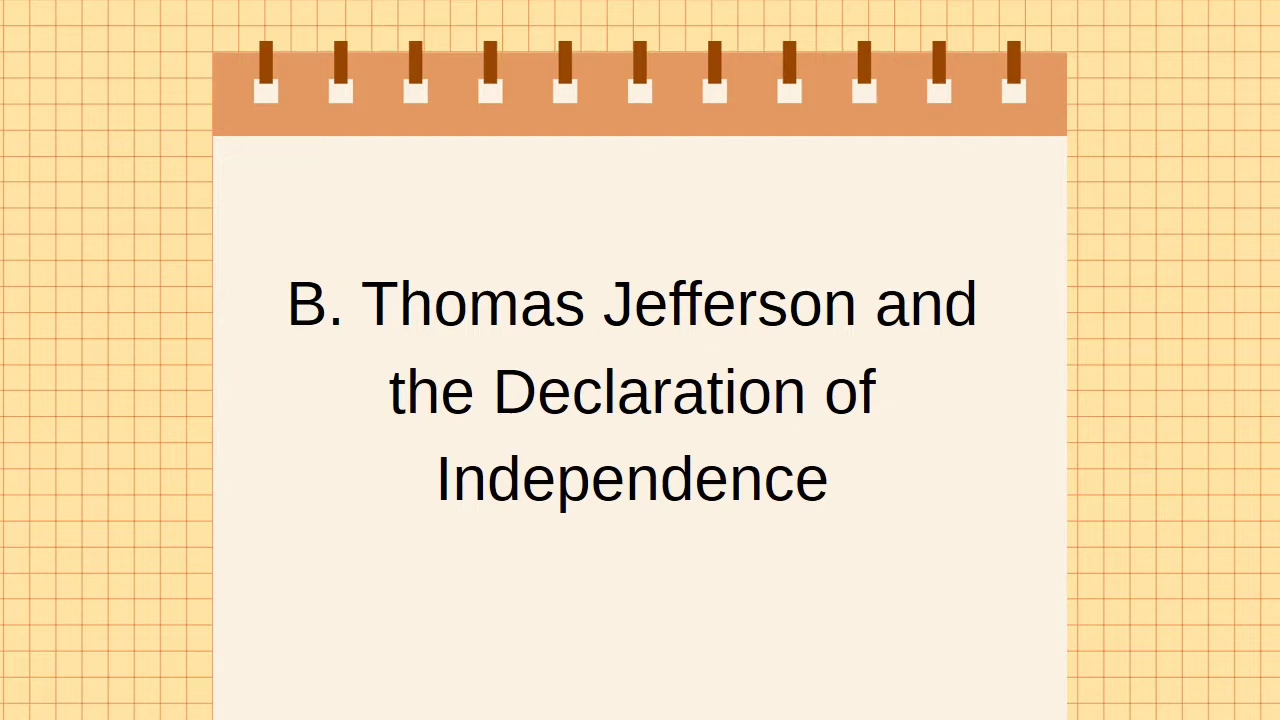 B. Thomas Jefferson and
the Declaration of
Independence